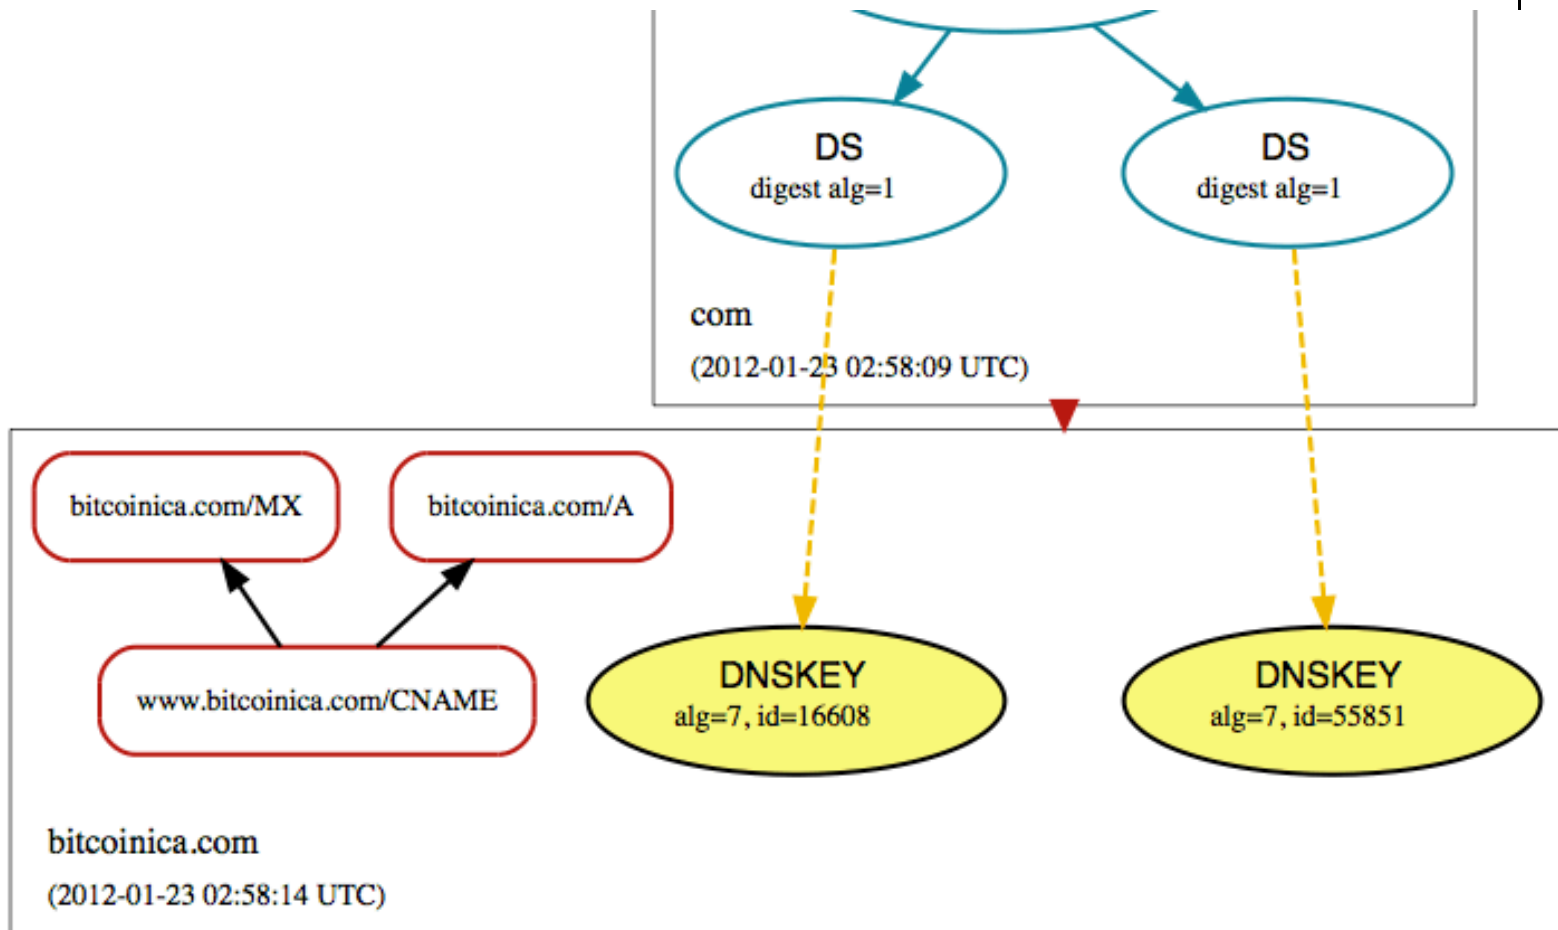 DS
digest alg=1
DS
digest alg=1
com
(2012-01-23 02:58:09 UTC)
bitcoinica.com/MX
bitcoinica.com/A
www.bitcoinica.com/CNAME
DNSKEY
alg=7, id=16608
DNSKEY
alg=7, id=55851
bitcoinica.com
(2012-01-23 02:58:14 UTC)